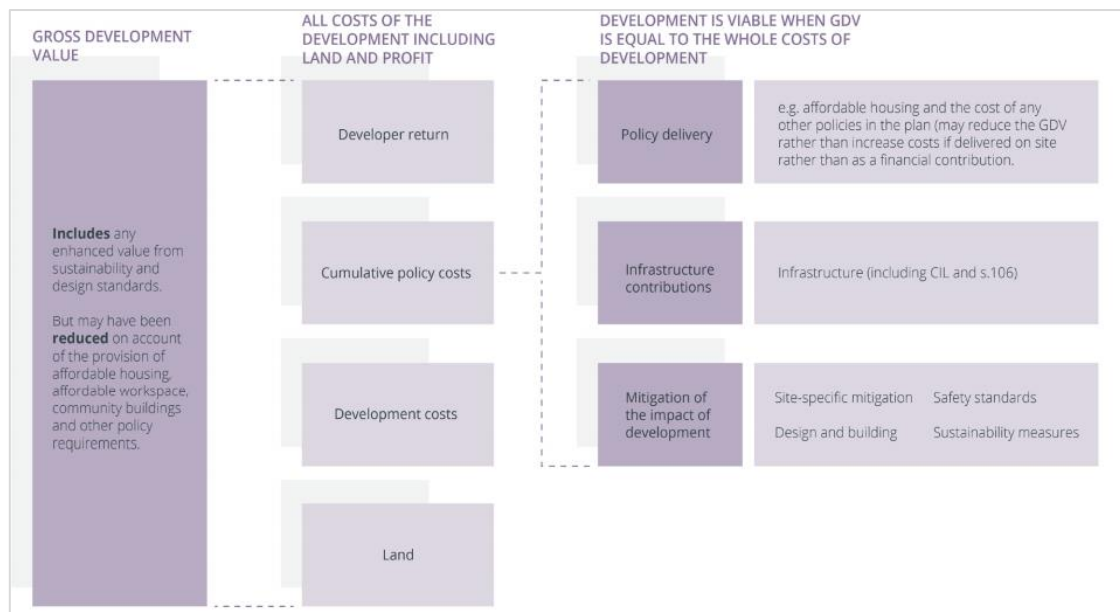 GROSS DEVELOPMENT
VALUE
Includes any
enhanced value from
sustainability and
design standards.
But may have been
reduced on account
of the provision of
affordable housing,
affordable workspace,
community buildings
and other policy
requirements.
ALL COSTS OF THE
DEVELOPMENT INCLUDING
LAND AND PROFIT
Developer return
Cumulative policy costs
Development costs
Land
DEVELOPMENT IS VIABLE WHEN GDV
IS EQUAL TO THE WHOLE COSTS OF
DEVELOPMENT
Policy delivery
e.g. affordable housing and the cost of any
other policies in the plan (may reduce the GDV
rather than increase costs if delivered on site
rather than as a financial contribution.
Infrastructure
contributions
Infrastructure (including CIL and s.106)
Mitigation of
the impact of
development
Site-specific mitigation
Safety standards
Design and building
Sustainability measures